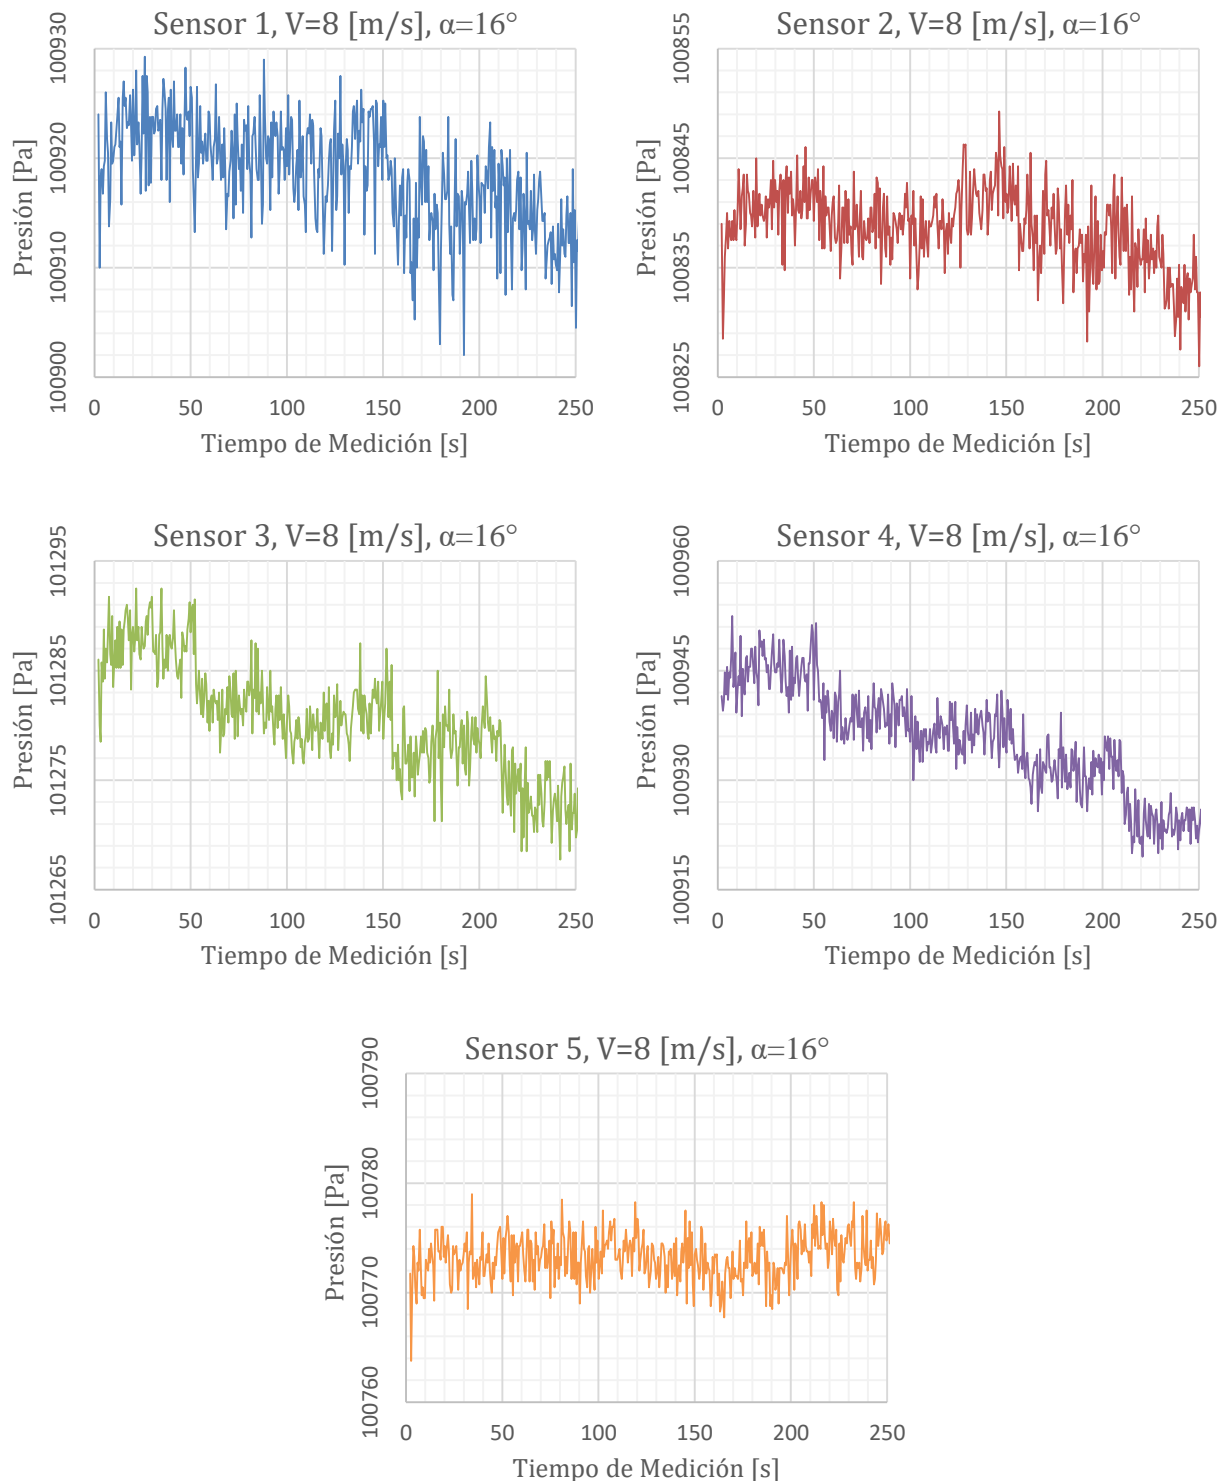 Sensor 1, V=8 [m/s], α=16°
Presión [Pa]
100930
100920
100910
100900
0 50 100 150 200 250
Tiempo de Medición [s]
Sensor 2, V=8 [m/s], α=16°
Presión [Pa]
100855
100845
100835
100825
0 50 100 150 200 250
Tiempo de Medición [s]
Sensor 3, V=8 [m/s], α=16°
Presión [Pa]
101295
101285
101275
101265
0 50 100 150 200 250
Tiempo de Medición [s]
Sensor 4, V=8 [m/s], α=16°
Presión [Pa]
100960
100945
100930
100915
0 50 100 150 200 250
Tiempo de Medición [s]
Sensor 5, V=8 [m/s], α=16°
Presión [Pa]
100790
100780
100770
100760
0 50 100 150 200 250
Tiempo de Medición [s]